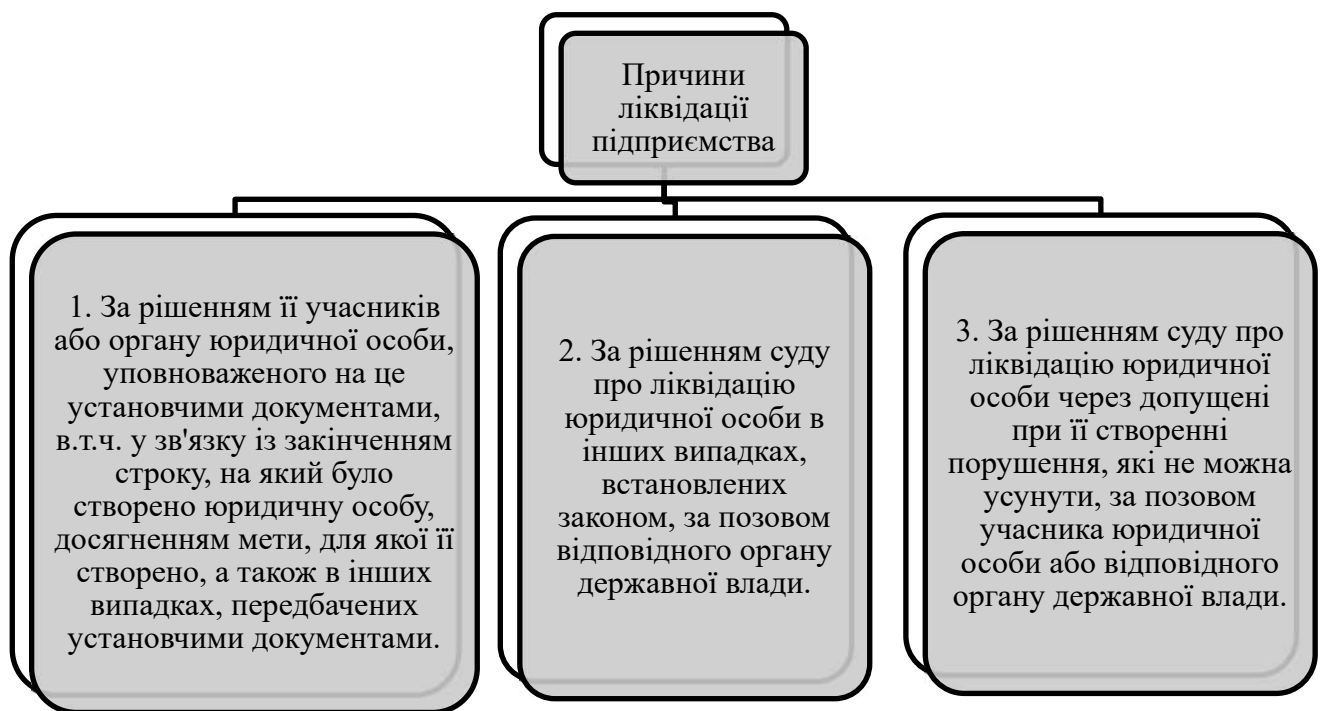 Причини
ліквідації
підприємства
1. За рішенням її учасників
або органу юридичної особи,
уповноваженого на це
установчими документами,
в.т.ч. у зв'язку із закінченням
строку, на який було
створено юридичну особу,
досягненням мети, для якої її
створено, а також в інших
випадках, передбачених
установчими документами.
2. За рішенням суду
про ліквідацію
юридичної особи в
інших випадках,
встановлених
законом, за позовом
відповідного органу
державної влади.
3. За рішенням суду про
ліквідацію юридичної
особи через допущені
при її створенні
порушення, які не можна
усунути, за позовом
учасника юридичної
особи або відповідного
органу державної влади.